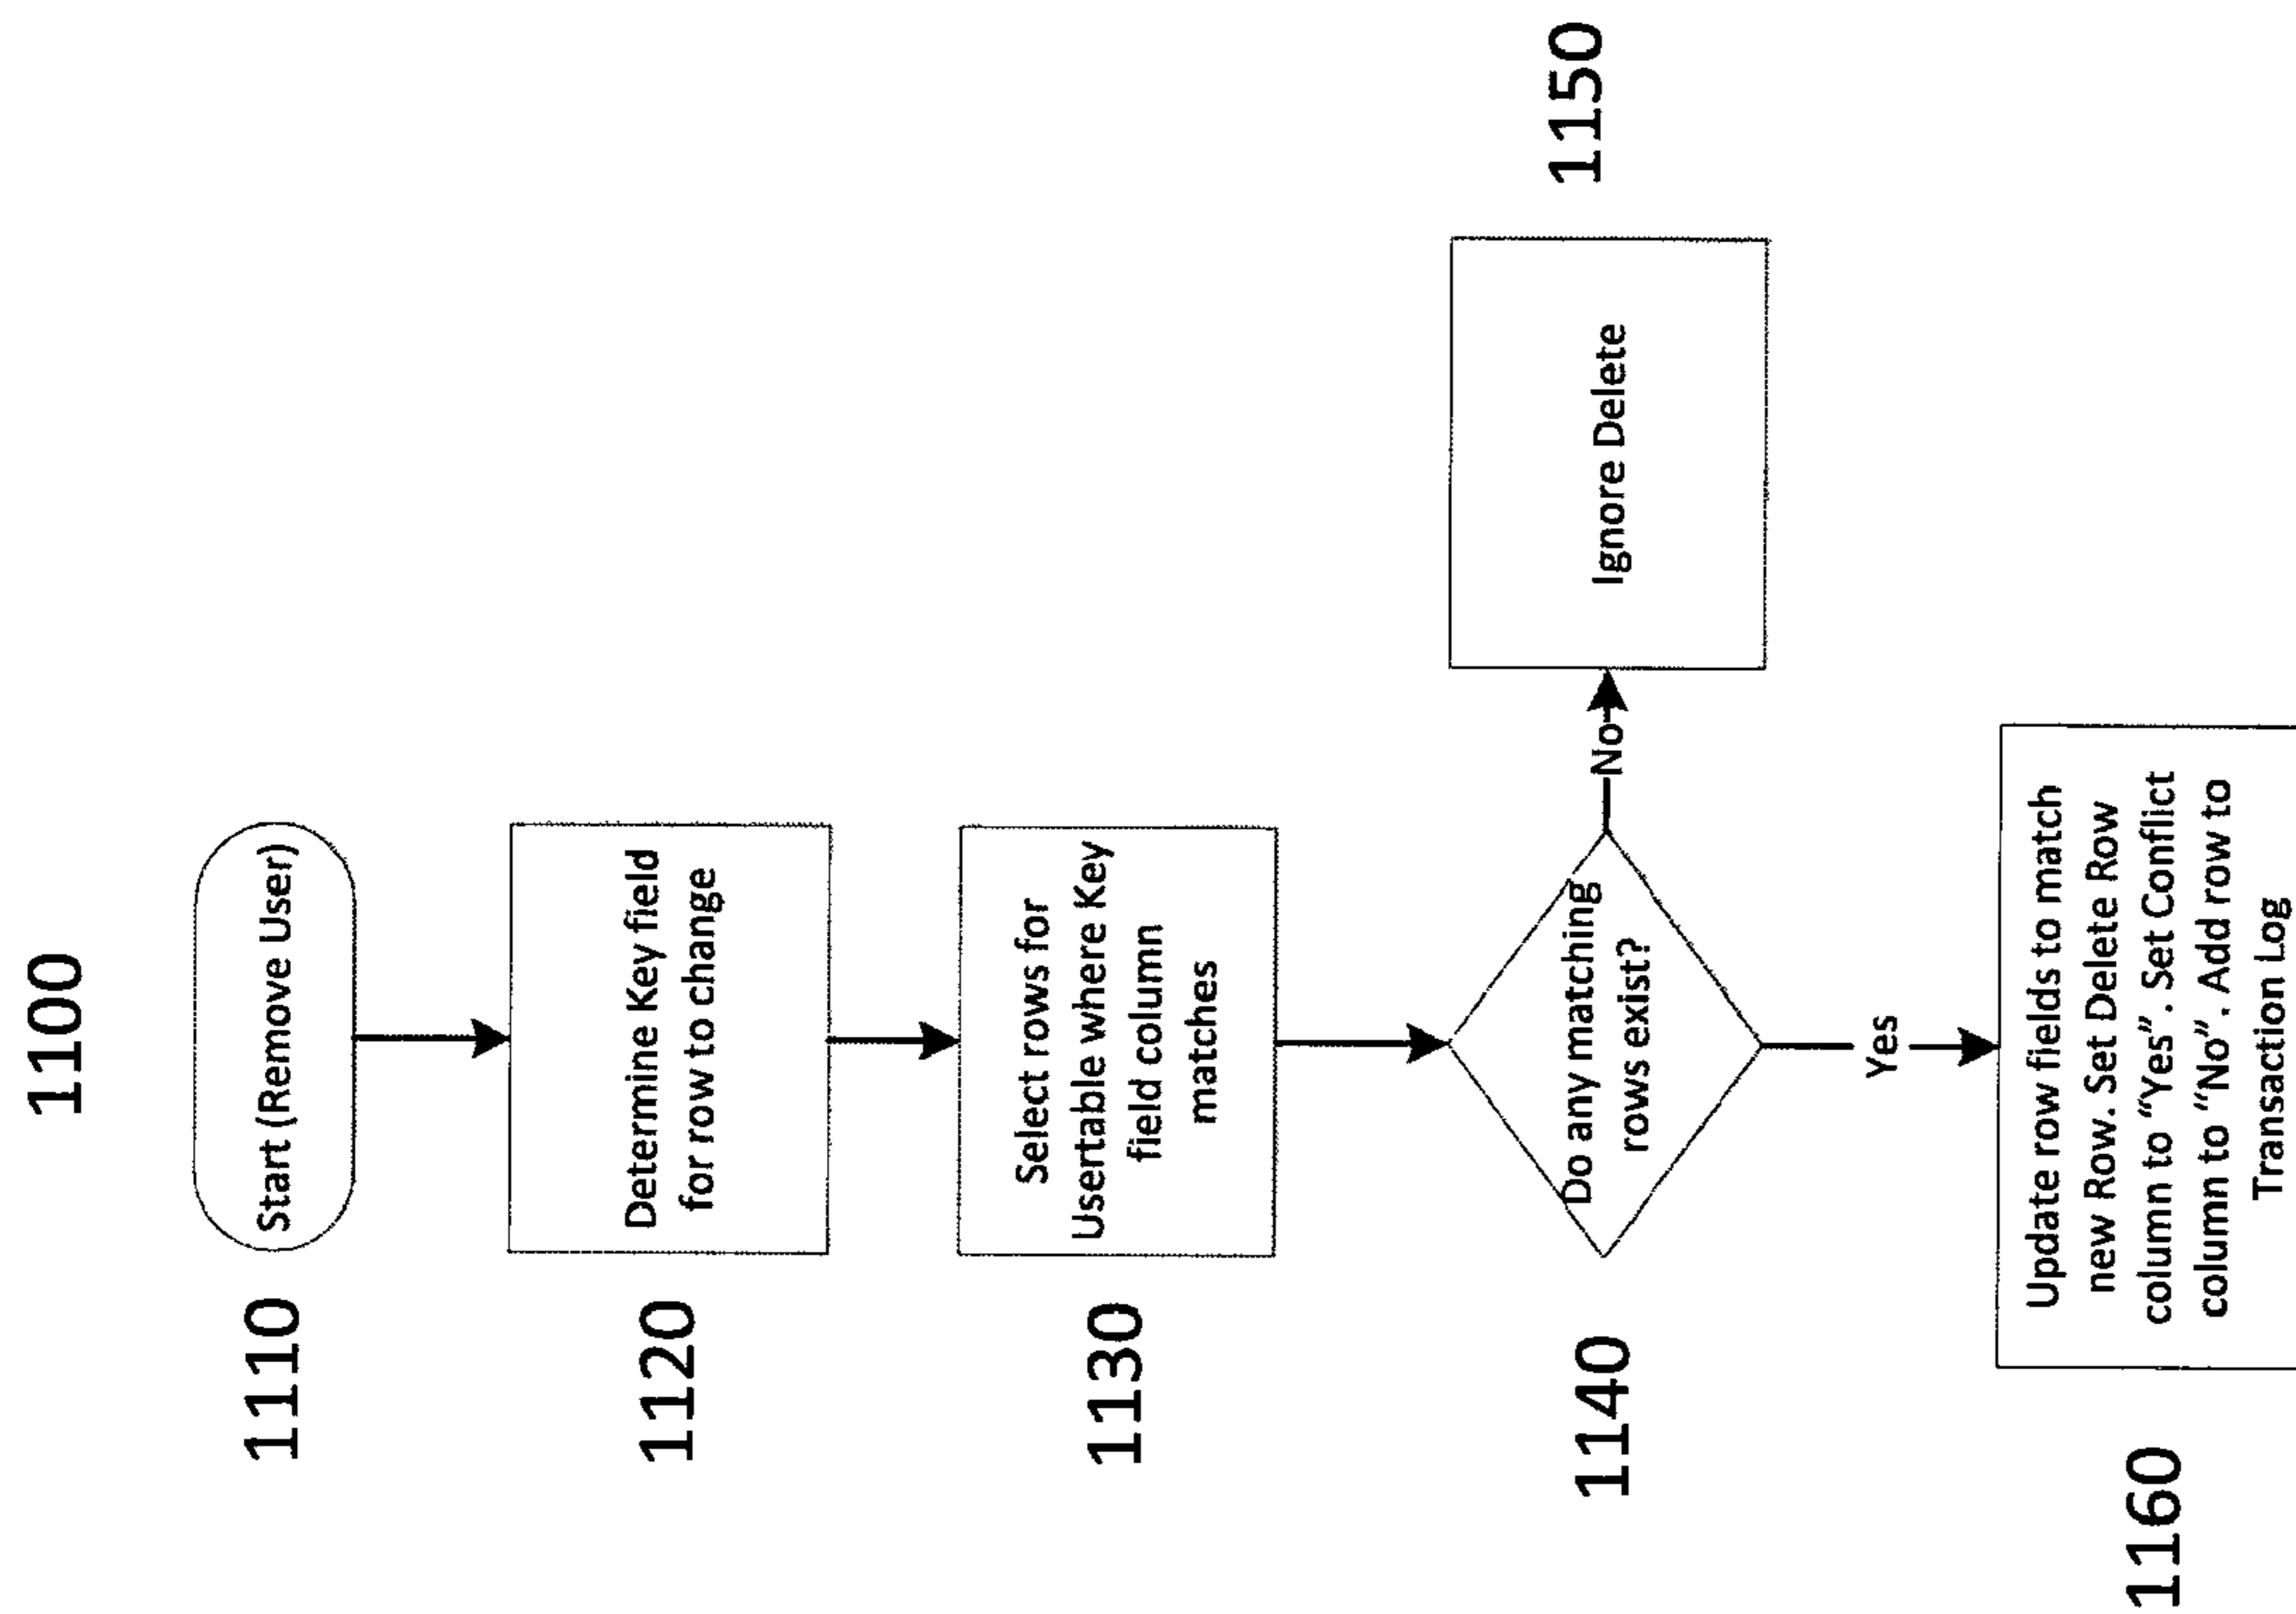 1100
1110
Start (Remove User)
1120
Determine Key field
for row to change
1130
Select rows for
Usertable where Key
field column
matches
1140
Do any matching
rows exist?
No
1150
Ignore Delete
Yes
1160
Update row fields to match
new Row. Set Delete Row
column to “Yes”. Set Conflict
column to “No”. Add row to
Transaction Log